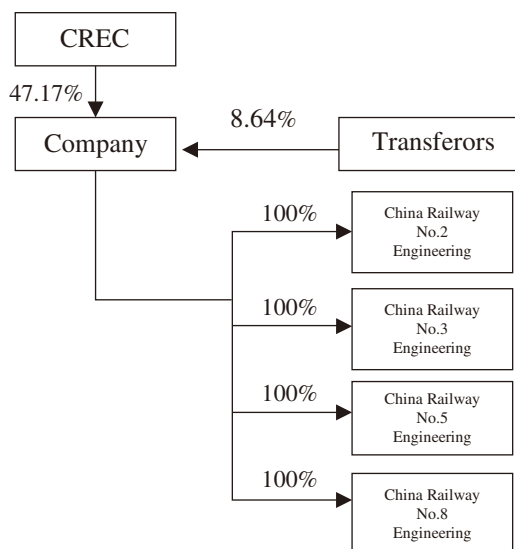 CREC
47.17%
Company
8.64%
Transferors
100%
China Railway
No.2
Engineering
100%
China Railway
No.3
Engineering
100%
China Railway
No.5
Engineering
100%
China Railway
No.8
Engineering